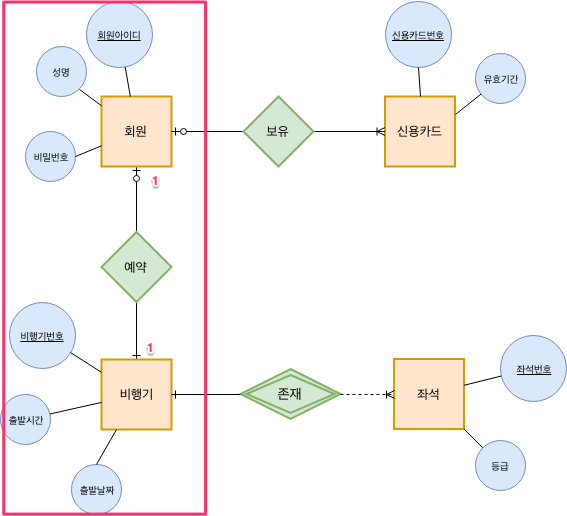 회원아이디
신용카드번호
성명
유효기간
회원
보유
신용카드
비밀번호
1
예약
비행기번호
1
좌석번호
비행기
존재
좌석
출발시간
등급
출발날짜